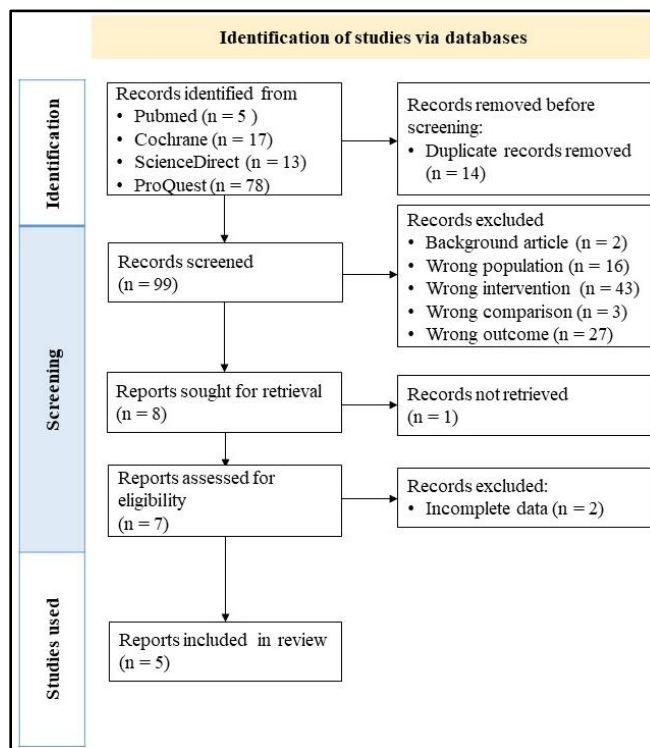 Identification of studies via databases
Identification
Records identified from
• Pubmed (n = 5 )
• Cochrane (n = 17)
• ScienceDirect (n = 13)
• ProQuest (n = 78)
Records removed before
screening:
• Duplicate records removed
(n = 14)
Screening
Records screened
(n = 99)
Records excluded
• Background article (n = 2)
• Wrong population (n = 16)
• Wrong intervention (n = 43)
• Wrong comparison (n = 3)
• Wrong outcome (n = 27)
Reports sought for retrieval
(n = 8)
Records not retrieved
(n = 1)
Reports assessed for
eligibility
(n = 7)
Records excluded:
• Incomplete data (n = 2)
Studies used
Reports included in review
(n = 5)